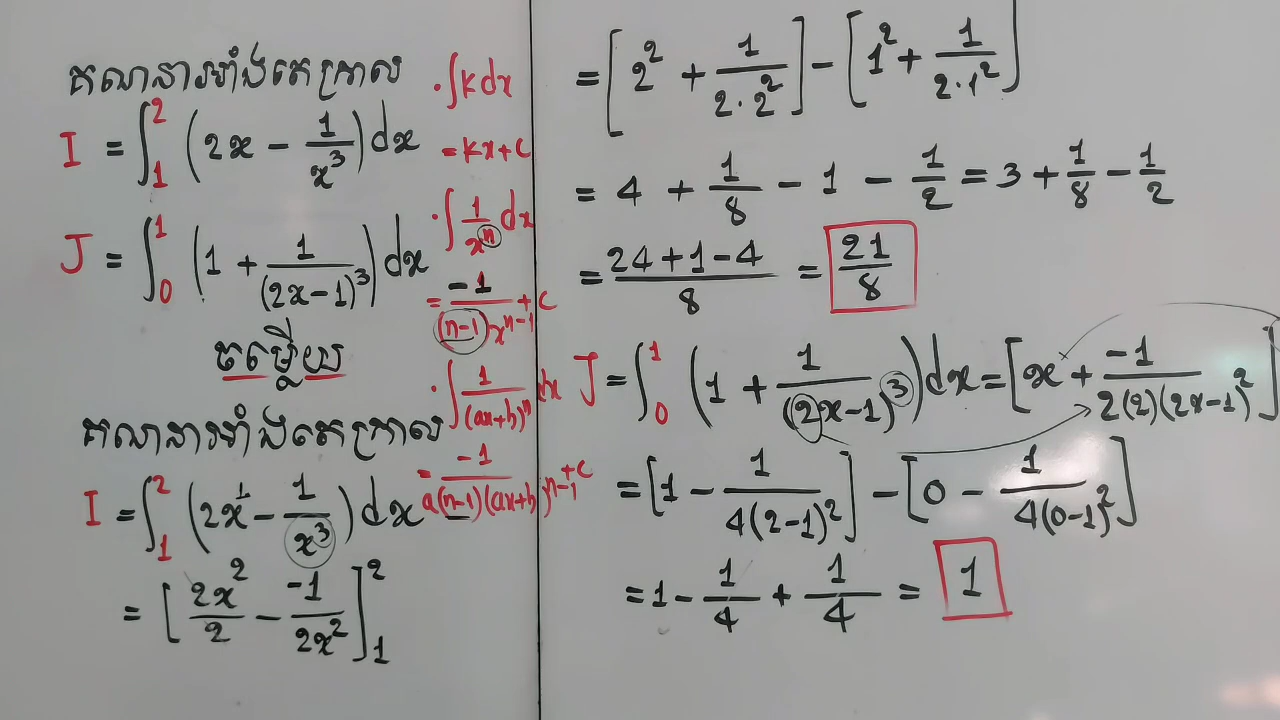 គណនាអាំងតេក្រាល
I = ∫₁² (2x − 1/x³) dx
J = ∫₀¹ (1 + 1/(2x−1)³) dx
ចម្លើយ
គណនាអាំងតេក្រាល
I = ∫₁² (2x¹ − 1/x³) dx
= [2x²/2 − −1/2x²]₁²
· ∫k dx
= kx + c
· ∫ 1/xⁿ dx
= −1/(n−1)·xⁿ⁻¹ + c
· ∫ 1/(ax+b)ⁿ dx
= −1/a(n−1)(ax+b)ⁿ⁻¹ + c
= [2² + 1/2·2²] − [1² + 1/2·1²]
= 4 + 1/8 − 1 − 1/2 = 3 + 1/8 − 1/2
= 24+1−4/8 = 21/8
J = ∫₀¹ (1 + 1/(2x−1)³) dx = [x + −1/2(2)(2x−1)²]
= [1 − 1/4(2−1)²] − [0 − 1/4(0−1)²]
= 1 − 1/4 + 1/4 = 1